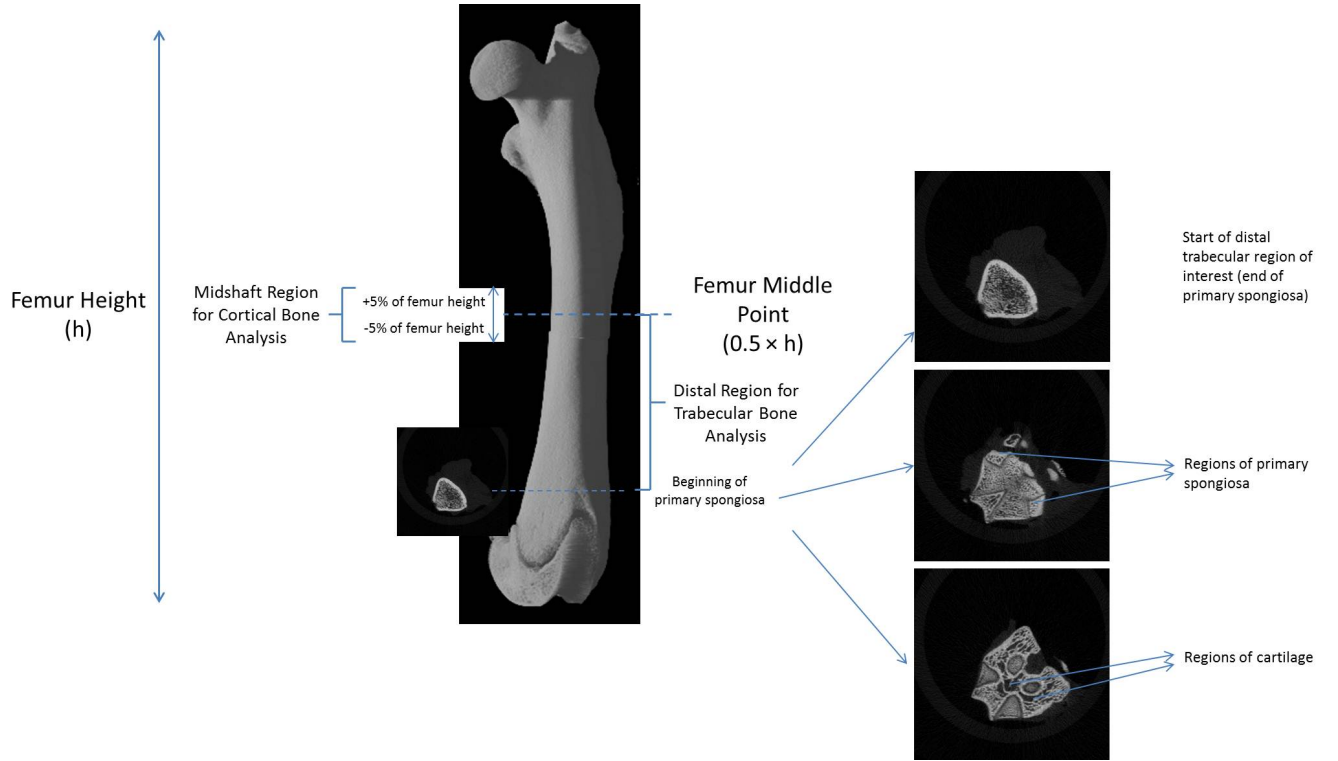 Femur Height
(h)
Midshaft Region
for Cortical Bone
Analysis
+5% of femur height
-5% of femur height
Femur Middle
Point
(0.5 × h)
Distal Region for
Trabecular Bone
Analysis
Beginning of
primary spongiosa
Start of distal
trabecular region of
interest (end of
primary spongiosa)
Regions of primary
spongiosa
Regions of cartilage